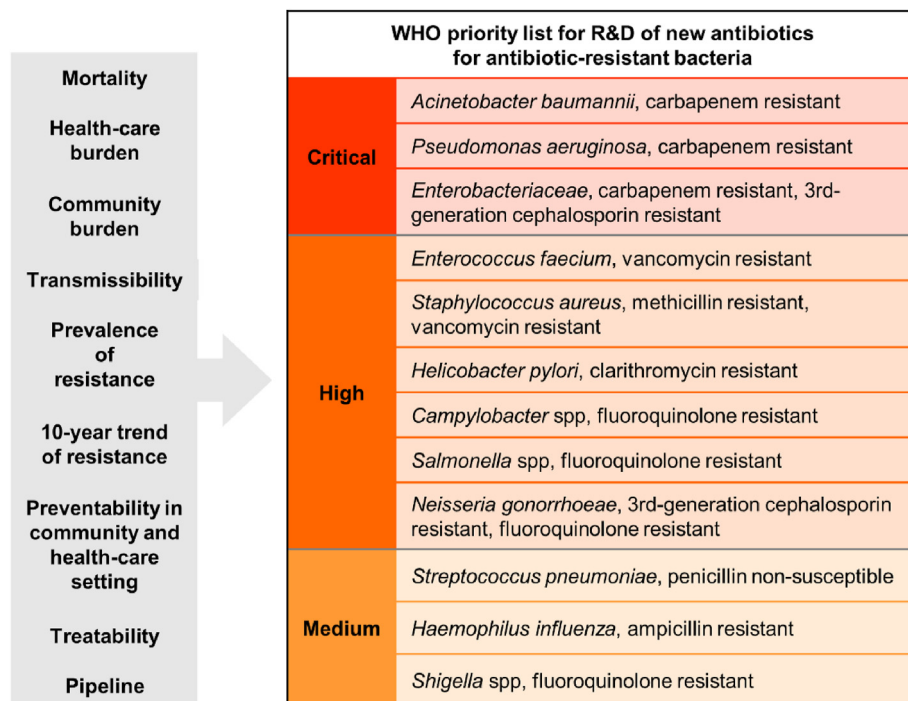 Mortality
Health-care
burden
Community
burden
Transmissibility
Prevalence
of
resistance
10-year trend
of resistance
Preventability in
community and
health-care
setting
Treatability
Pipeline
WHO priority list for R&D of new antibiotics
for antibiotic-resistant bacteria
Critical
Acinetobacter baumannii, carbapenem resistant
Pseudomonas aeruginosa, carbapenem resistant
Enterobacteriaceae, carbapenem resistant, 3rd-
generation cephalosporin resistant
High
Enterococcus faecium, vancomycin resistant
Staphylococcus aureus, methicillin resistant,
vancomycin resistant
Helicobacter pylori, clarithromycin resistant
Campylobacter spp, fluoroquinolone resistant
Salmonella spp, fluoroquinolone resistant
Neisseria gonorrhoeae, 3rd-generation cephalosporin
resistant, fluoroquinolone resistant
Medium
Streptococcus pneumoniae, penicillin non-susceptible
Haemophilus influenza, ampicillin resistant
Shigella spp, fluoroquinolone resistant